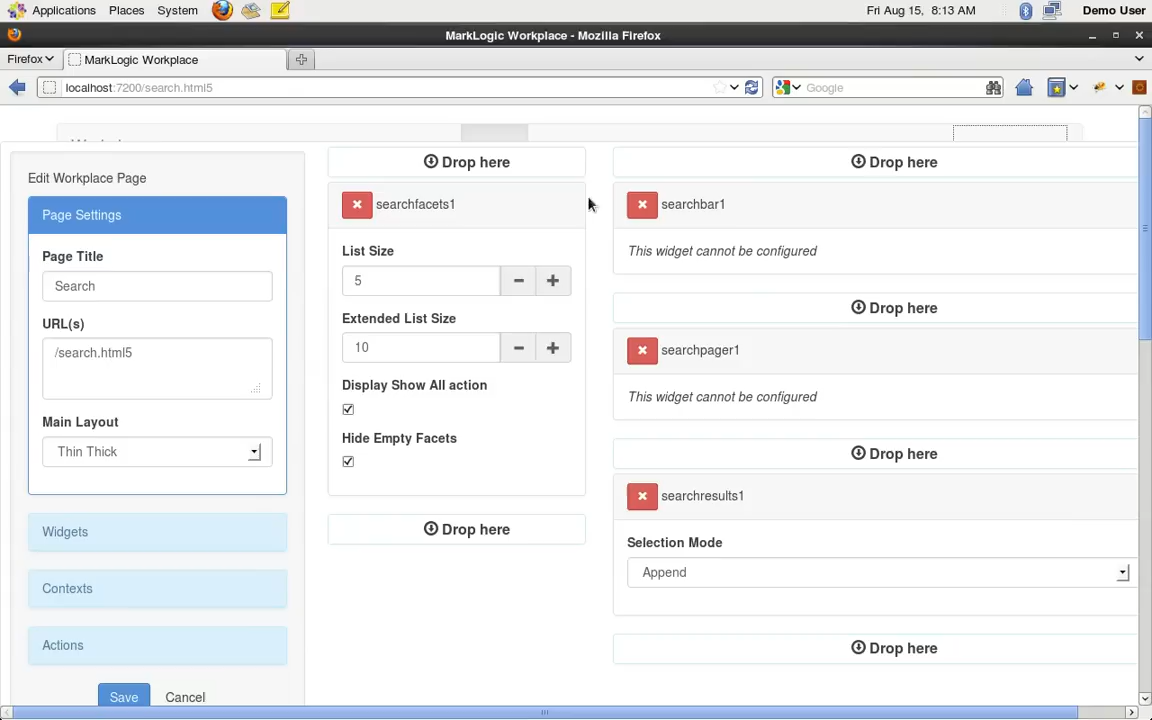 Applications Places System Fri Aug 15, 8:13 AM Demo User
MarkLogic Workplace - Mozilla Firefox
Firefox MarkLogic Workplace
localhost:7200/search.html5 Google
Edit Workplace Page
Page Settings
Page Title
Search
URL(s)
/search.html5
Main Layout
Thin Thick
Widgets
Contexts
Actions
Save Cancel
Drop here
searchfacets1
List Size
5
Extended List Size
10
Display Show All action
Hide Empty Facets
Drop here
Drop here
searchbar1
This widget cannot be configured
Drop here
searchpager1
This widget cannot be configured
Drop here
searchresults1
Selection Mode
Append
Drop here